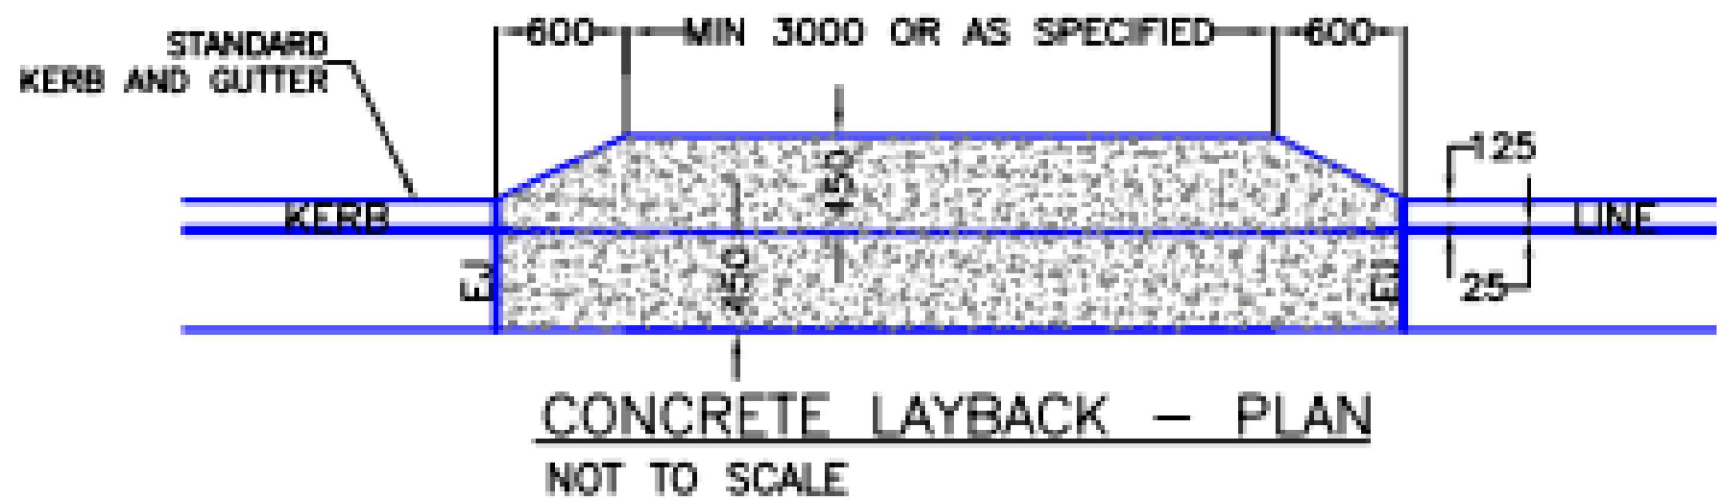 600 MIN 3000 OR AS SPECIFIED 600
STANDARD
KERB AND GUTTER
125
450
KERB LINE
EJ 450 EJ 25
CONCRETE LAYBACK - PLAN
NOT TO SCALE